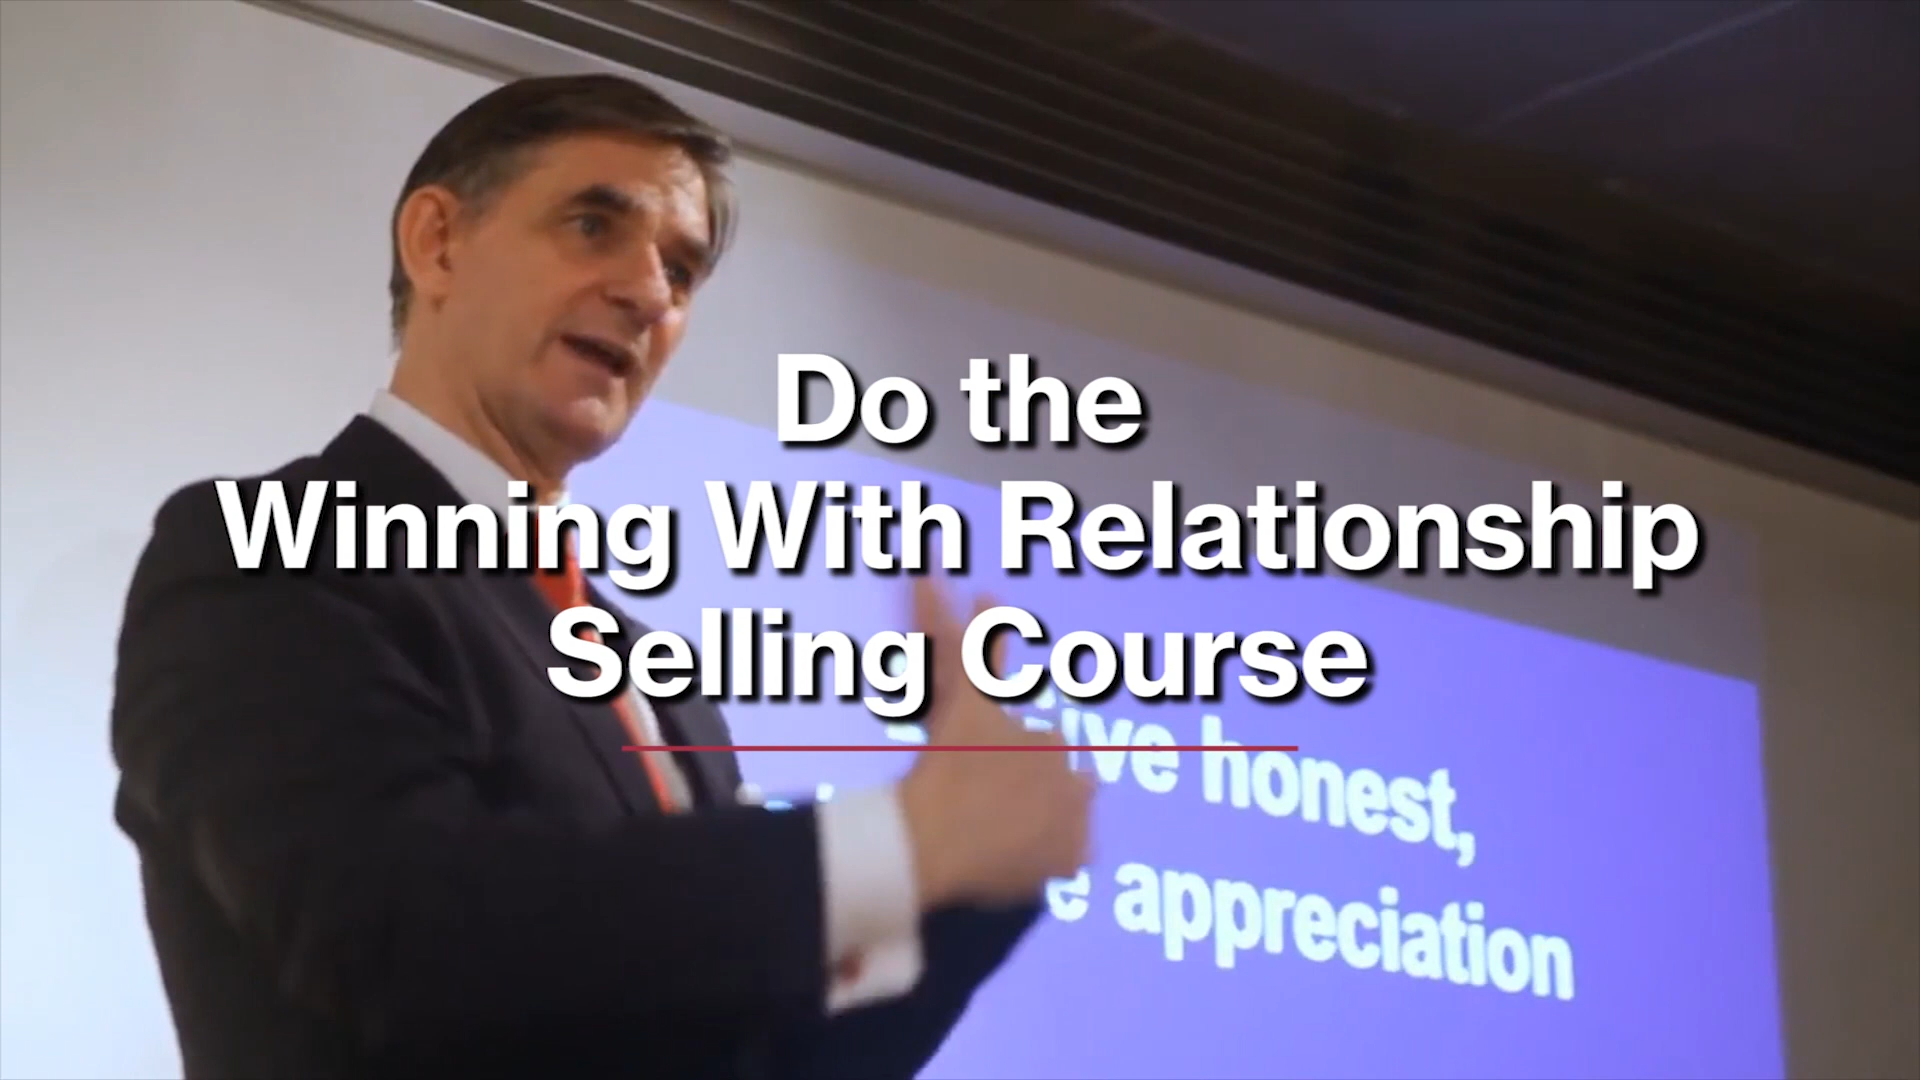 Do the
Winning With Relationship
Selling Course
honest,
appreciation